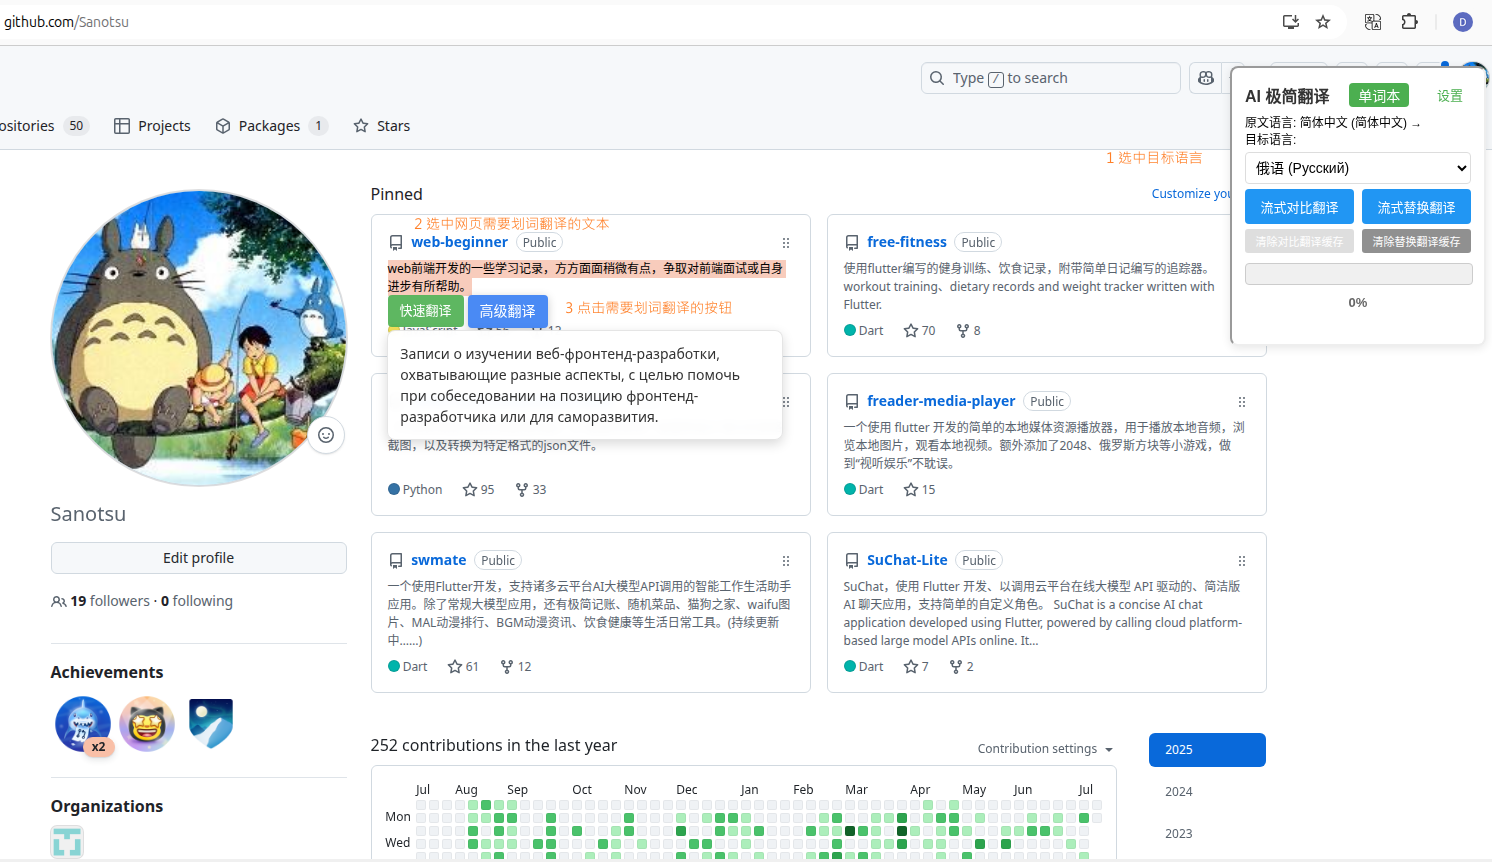 github.com/Sanotsu
D
Type / to search
ositories 50
Projects
Packages 1
Stars
AI 极简翻译
单词本
设置
原文语言: 简体中文 (简体中文) →
目标语言:
俄语 (Русский)
流式对比翻译
流式替换翻译
清除对比翻译缓存
清除替换翻译缓存
0%
1 选中目标语言
Pinned
Customize you
2 选中网页需要划词翻译的文本
web-beginner
Public
web前端开发的一些学习记录，方方面面稍微有点，争取对前端面试或自身
进步有所帮助。
快速翻译
高级翻译
3 点击需要划词翻译的按钮
Записи о изучении веб-фронтенд-разработки,
охватывающие разные аспекты, с целью помочь
при собеседовании на позицию фронтенд-
разработчика или для саморазвития.
free-fitness
Public
使用flutter编写的健身训练、饮食记录，附带简单日记编写的追踪器。
workout training、dietary records and weight tracker written with
Flutter.
Dart
70
8
截图，以及转换为特定格式的json文件。
Python
95
33
freader-media-player
Public
一个使用 flutter 开发的简单的本地媒体资源播放器，用于播放本地音频，浏
览本地图片，观看本地视频。额外添加了2048、俄罗斯方块等小游戏，做
到“视听娱乐”不耽误。
Dart
15
swmate
Public
一个使用Flutter开发，支持诸多云平台AI大模型API调用的智能工作生活助手
应用。除了常规大模型应用，还有极简记账、随机菜品、猫狗之家、waifu图
片、MAL动漫排行、BGM动漫资讯、饮食健康等生活日常工具。(持续更新
中......)
Dart
61
12
SuChat-Lite
Public
SuChat，使用 Flutter 开发、以调用云平台在线大模型 API 驱动的、简洁版
AI 聊天应用，支持简单的自定义角色。 SuChat is a concise AI chat
application developed using Flutter, powered by calling cloud platform-
based large model APIs online. It...
Dart
7
2
Sanotsu
Edit profile
19 followers · 0 following
Achievements
x2
Organizations
252 contributions in the last year
Contribution settings
2025
2024
2023
Jul Aug Sep Oct Nov Dec Jan Feb Mar Apr May Jun Jul
Mon
Wed